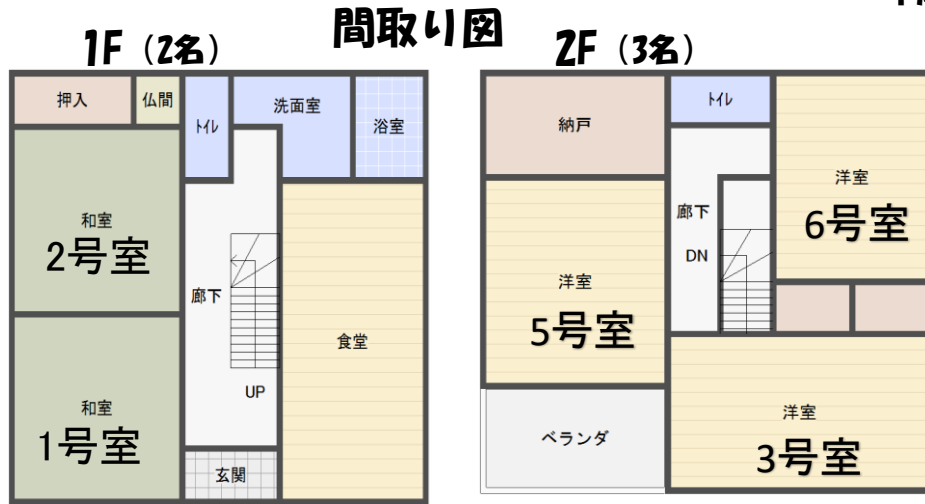 間取り図
1F（2名）
押入
仏間
トイレ
洗面室
浴室
和室
2号室
廊下
食堂
UP
和室
1号室
玄関
2F（3名）
納戸
トイレ
洋室
6号室
廊下
DN
洋室
5号室
ベランダ
洋室
3号室